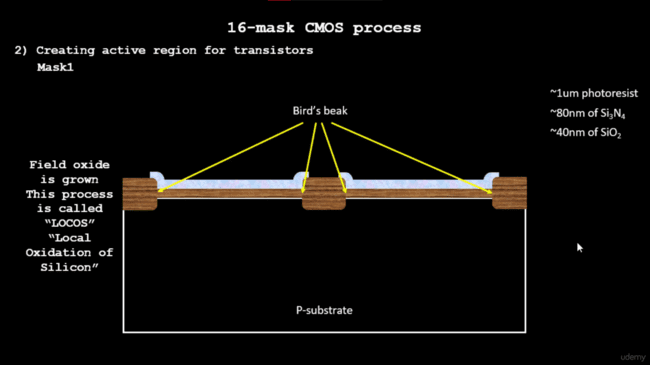 16-mask CMOS process
2) Creating active region for transistors
Mask1
~1um photoresist
~80nm of Si₃N₄
~40nm of SiO₂
Bird's beak
Field oxide
is grown
This process
is called
“LOCOS”
“Local
Oxidation of
Silicon”
P-substrate
udemy